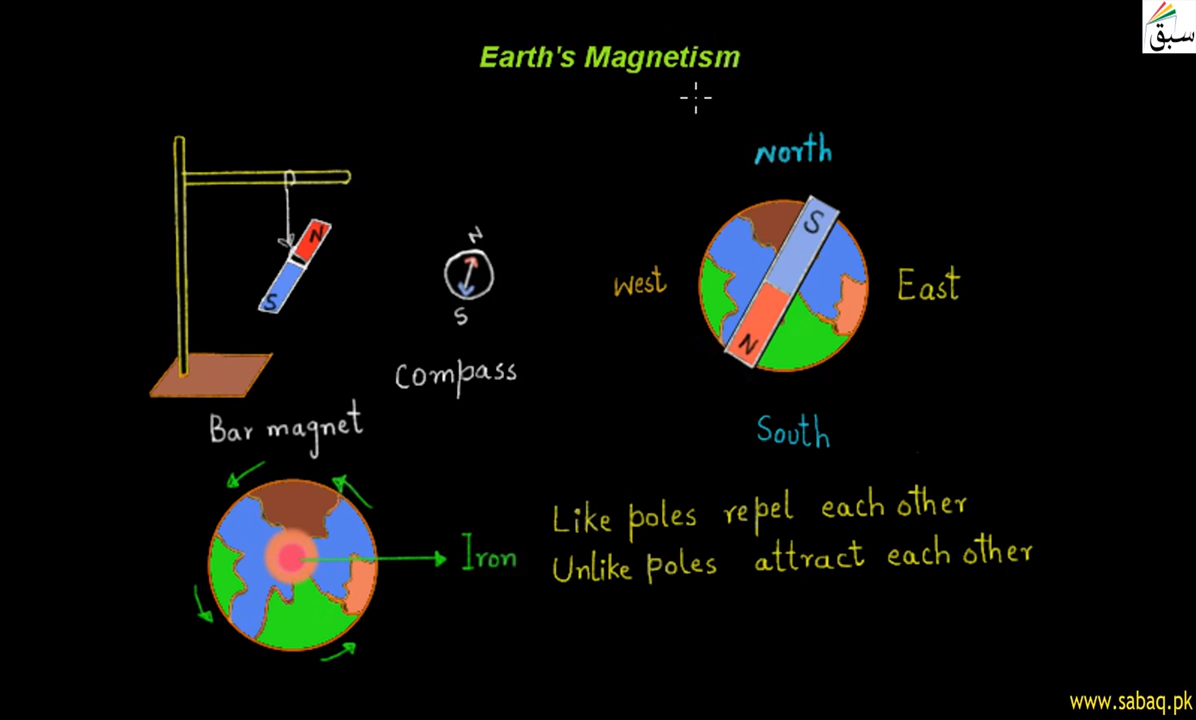 سبق
Earth's Magnetism
North
N
S
N
S
Compass
West
S
N
East
South
Bar magnet
Iron
Like poles repel each other
Unlike poles attract each other
www.sabaq.pk